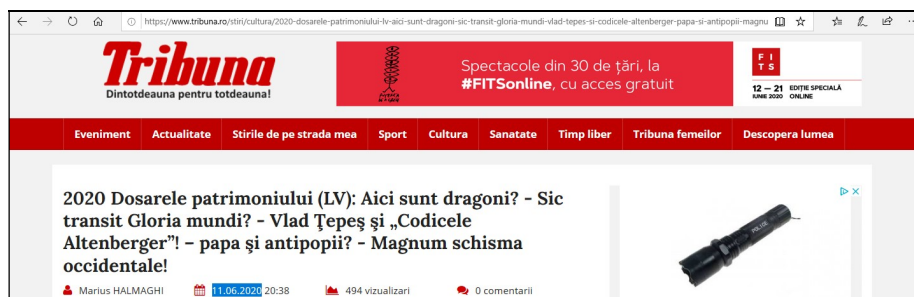 https://www.tribuna.ro/stiri/cultura/2020-dosarele-patrimoniului-lv-aici-sunt-dragoni-sic-transit-gloria-mundi-vlad-tepes-si-codicele-altenberger-papa-si-antipopii-magnu
Tribuna
Dintotdeauna pentru totdeauna!
Spectacole din 30 de țări, la
#FITSonline, cu acces gratuit
F I
T S
12 — 21 EDIȚIE SPECIALĂ
IUNIE 2020 ONLINE
Eveniment Actualitate Stirile de pe strada mea Sport Cultura Sanatate Timp liber Tribuna femeilor Descopera lumea
2020 Dosarele patrimoniului (LV): Aici sunt dragoni? - Sic
transit Gloria mundi? - Vlad Ţepeş şi „Codicele
Altenberger”! – papa şi antipopii? - Magnum schisma
occidentale!
Marius HALMAGHI 11.06.2020 20:38 494 vizualizari 0 comentarii
POLICE